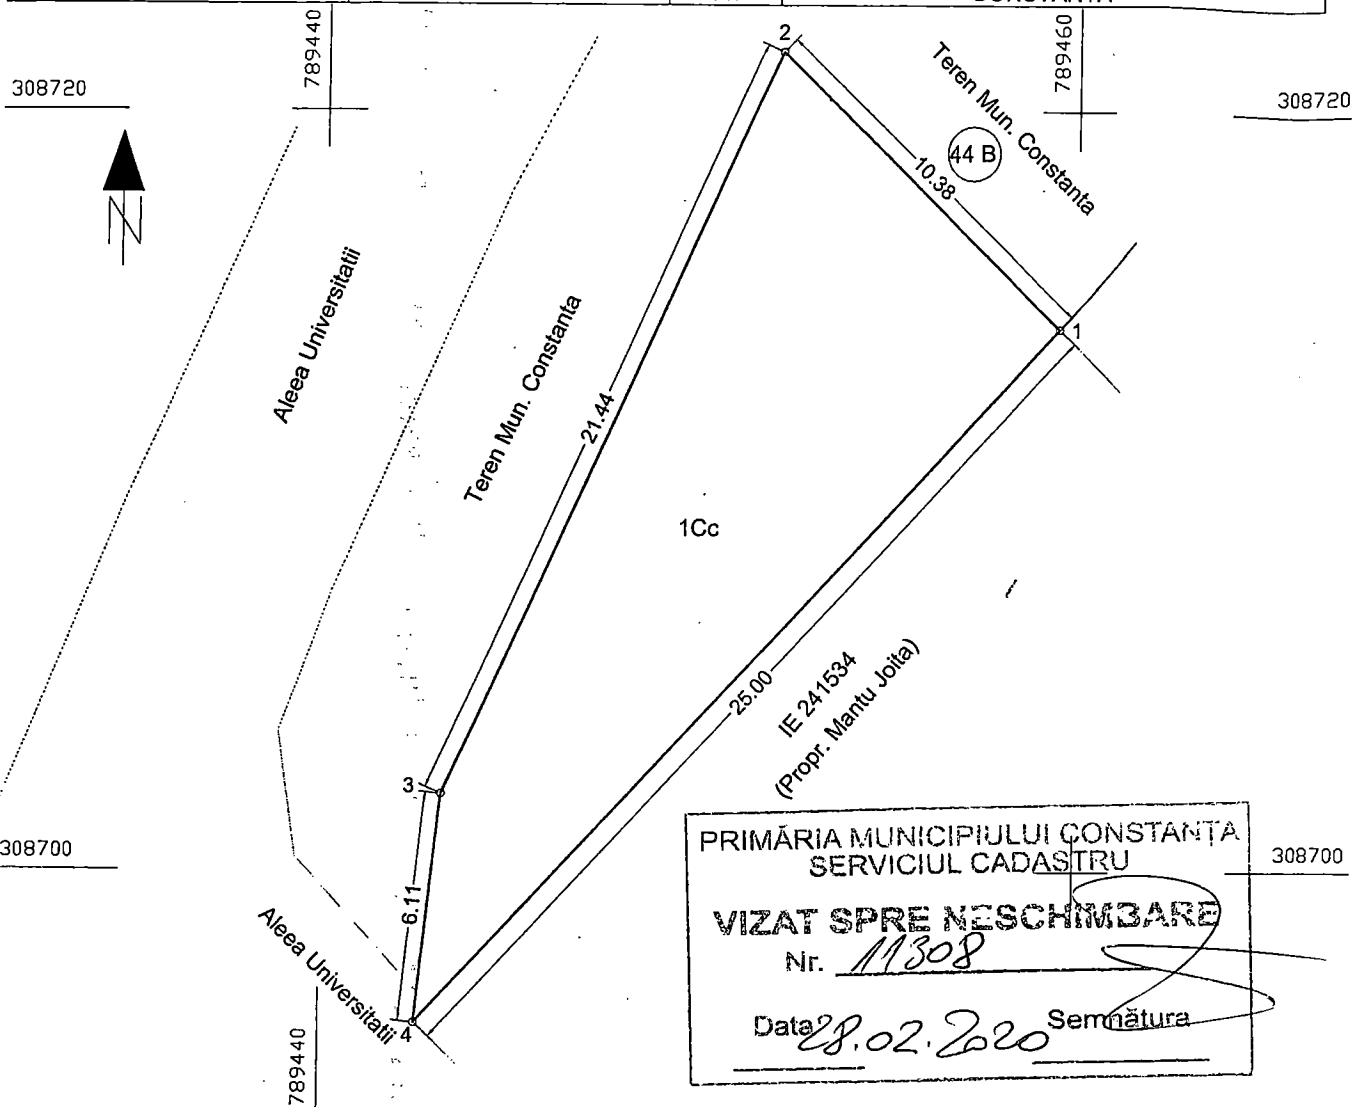 789440
2
789460
308720
308720
Teren Mun. Constanta
44 B
10.38
Aleea Universitatii
Teren Mun. Constanta
1
21.44
1Cc
25.00
IE 241534
(Propr. Mantu Joita)
3
308700
308700
6.11
Aleea Universitatii
4
789440
N
PRIMĂRIA MUNICIPIULUI CONSTANȚA
SERVICIUL CADASTRU
VIZAT SPRE NESCHIMBARE
Nr. 11308
Data 28.02.2020 Semnătura